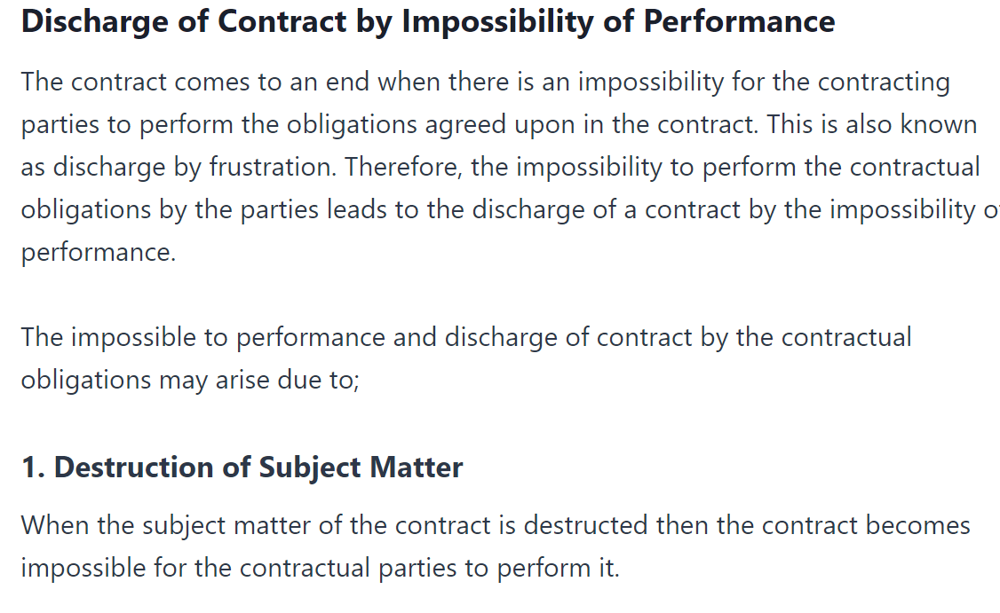 Discharge of Contract by Impossibility of Performance
The contract comes to an end when there is an impossibility for the contracting
parties to perform the obligations agreed upon in the contract. This is also known
as discharge by frustration. Therefore, the impossibility to perform the contractual
obligations by the parties leads to the discharge of a contract by the impossibility of
performance.
The impossible to performance and discharge of contract by the contractual
obligations may arise due to;
1. Destruction of Subject Matter
When the subject matter of the contract is destructed then the contract becomes
impossible for the contractual parties to perform it.